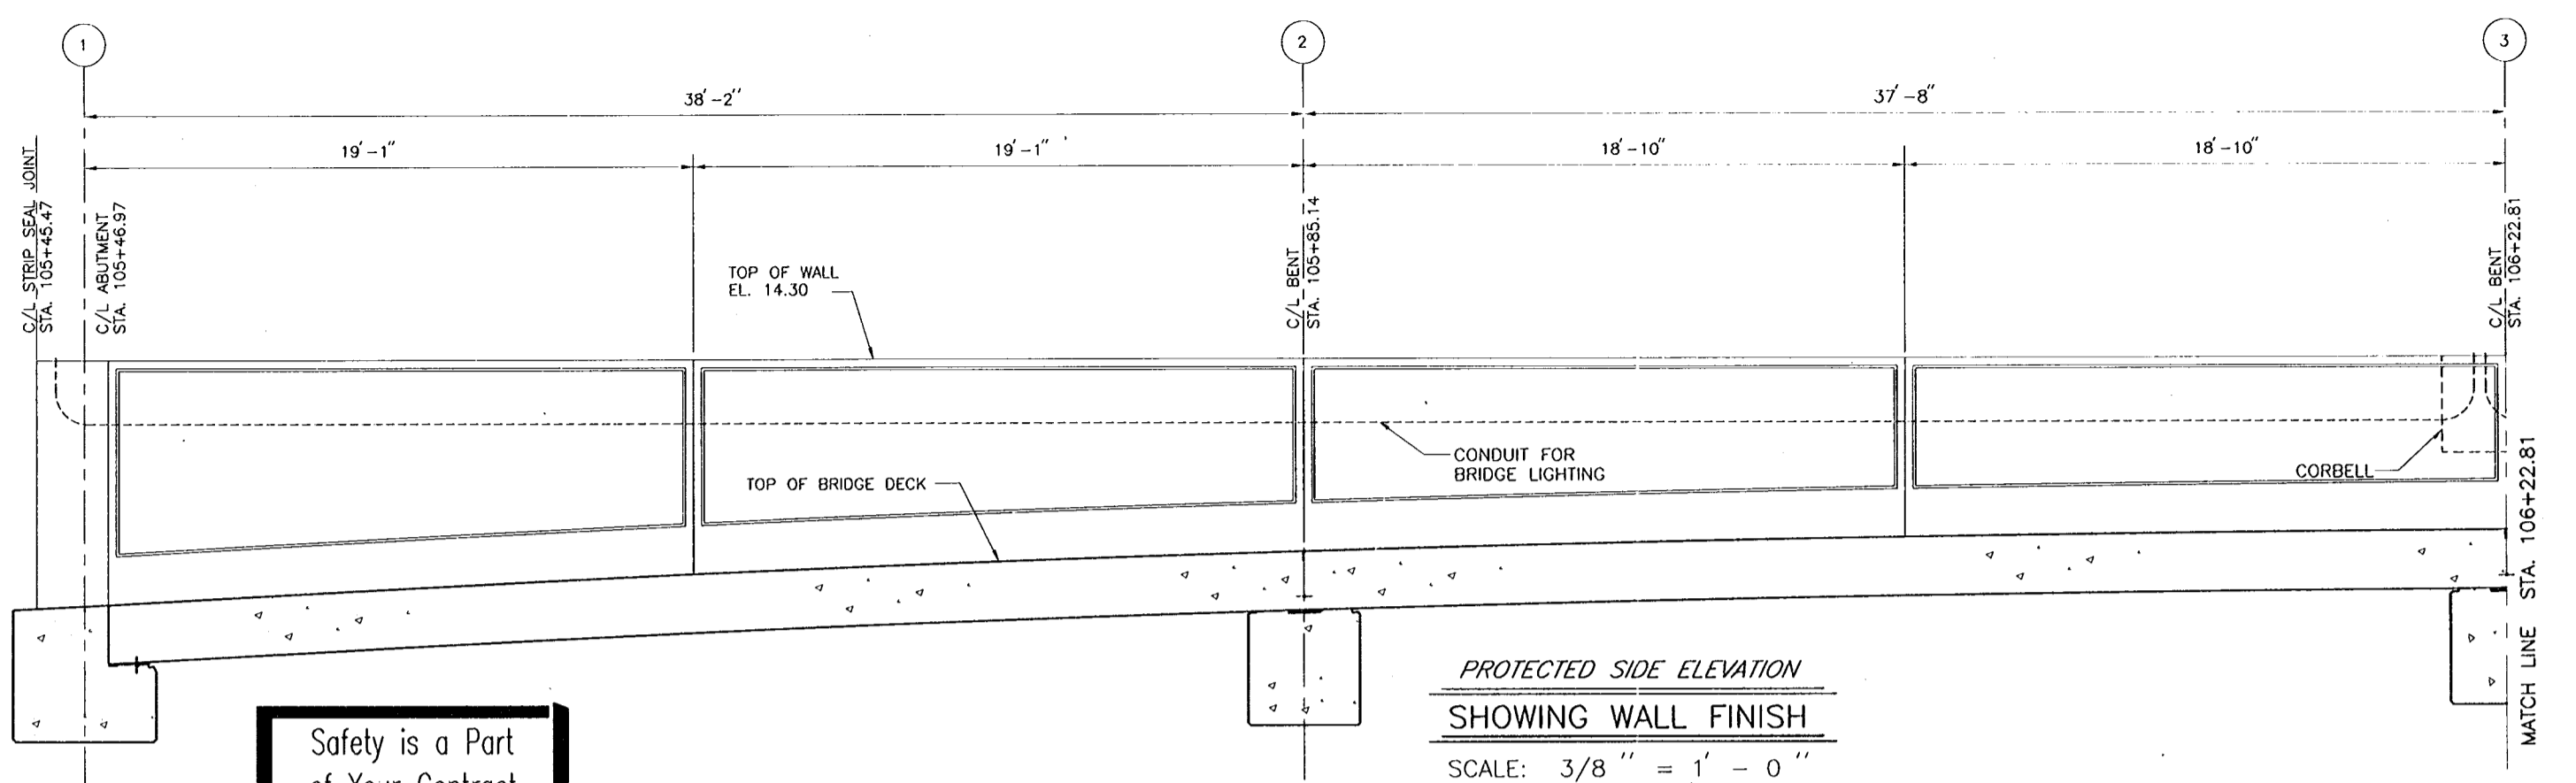 1
2
3
38'-2"
37'-8"
19'-1"
19'-1"
18'-10"
18'-10"
C/L STRIP SEAL JOINT
STA. 105+45.47
C/L ABUTMENT
STA. 105+46.97
C/L BENT
STA. 105+85.14
C/L BENT
STA. 106+22.81
TOP OF WALL
EL. 14.30
CONDUIT FOR
BRIDGE LIGHTING
TOP OF BRIDGE DECK
CORBELL
MATCH LINE STA. 106+22.81
PROTECTED SIDE ELEVATION
SHOWING WALL FINISH
SCALE: 3/8" = 1' - 0"
Safety is a Part
of Your Contract